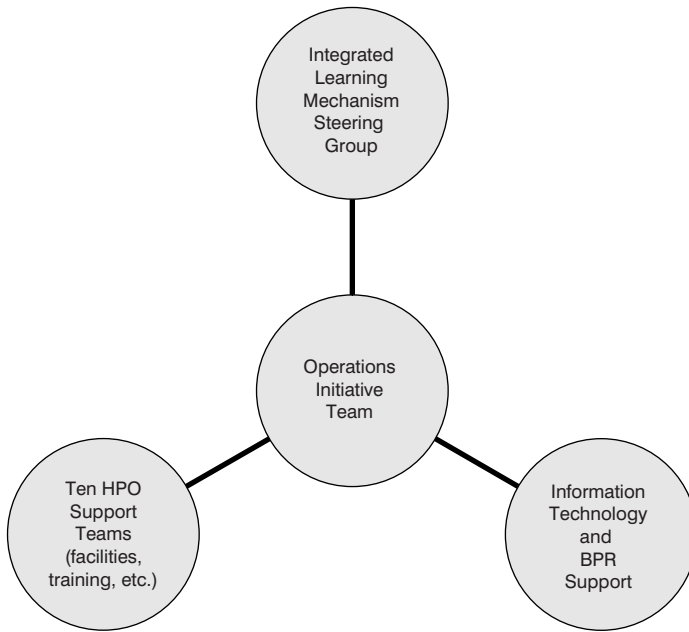 Integrated
Learning
Mechanism
Steering
Group
Operations
Initiative
Team
Ten HPO
Support
Teams
(facilities,
training, etc.)
Information
Technology
and
BPR
Support